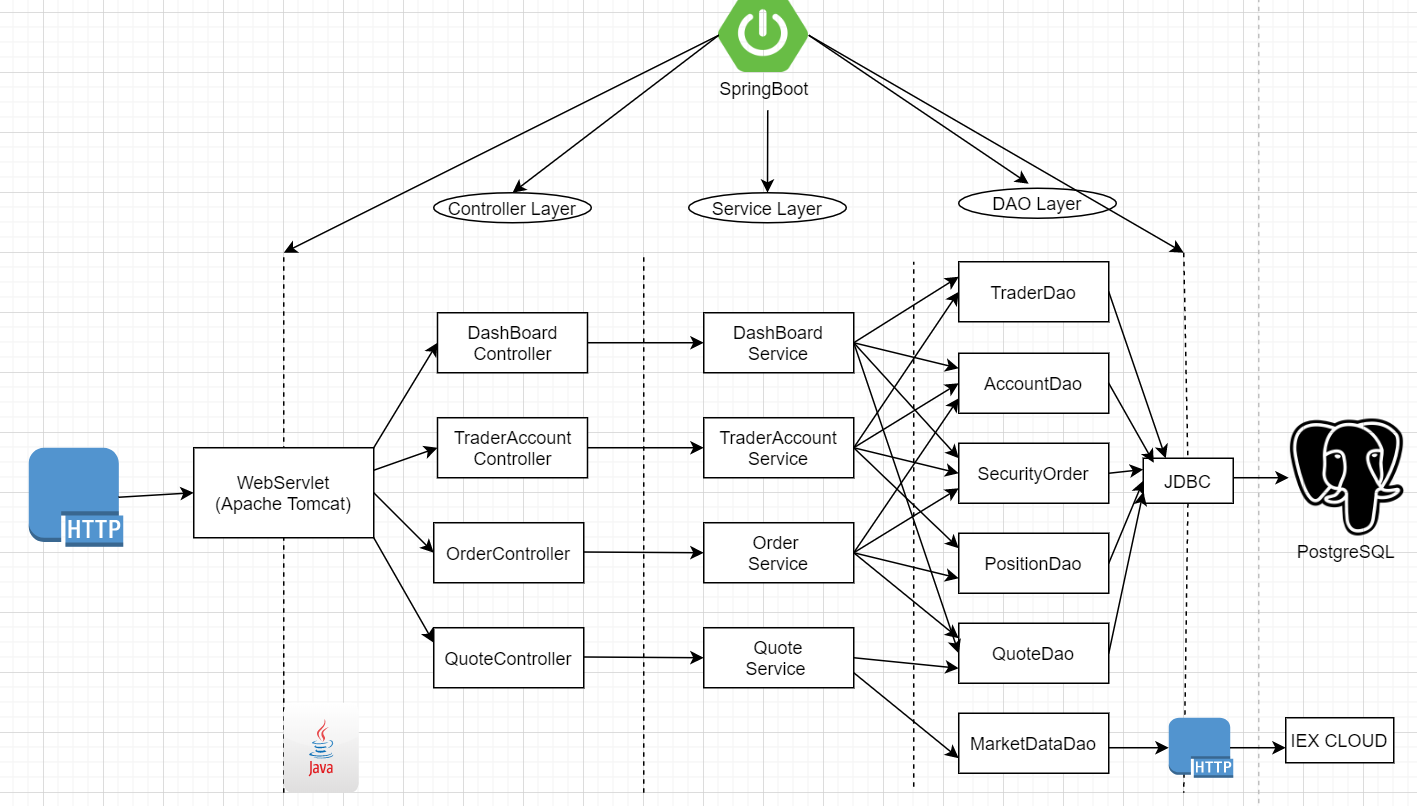 SpringBoot
Controller Layer
Service Layer
DAO Layer
TraderDao
DashBoard
Controller
DashBoard
Service
AccountDao
TraderAccount
Controller
TraderAccount
Service
SecurityOrder
JDBC
HTTP
WebServlet
(Apache Tomcat)
PostgreSQL
OrderController
Order
Service
PositionDao
QuoteController
Quote
Service
QuoteDao
Java
MarketDataDao
HTTP
IEX CLOUD